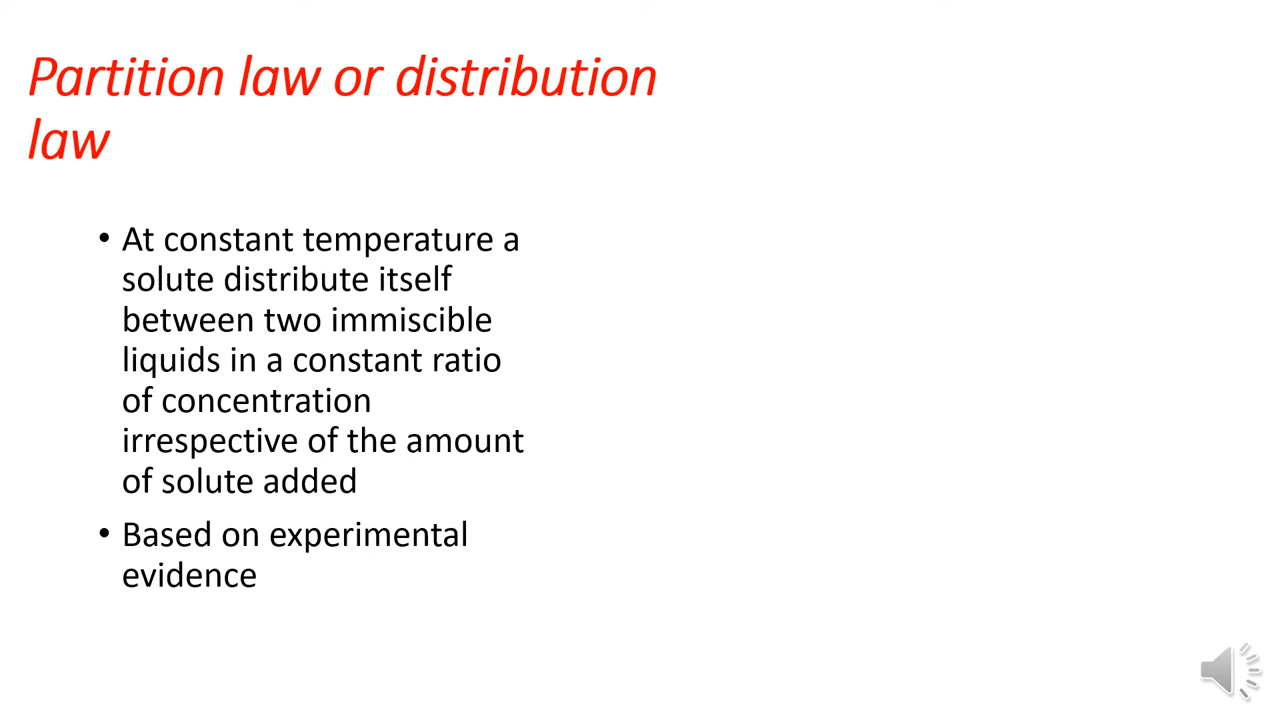 Partition law or distribution
law
• At constant temperature a
solute distribute itself
between two immiscible
liquids in a constant ratio
of concentration
irrespective of the amount
of solute added
• Based on experimental
evidence